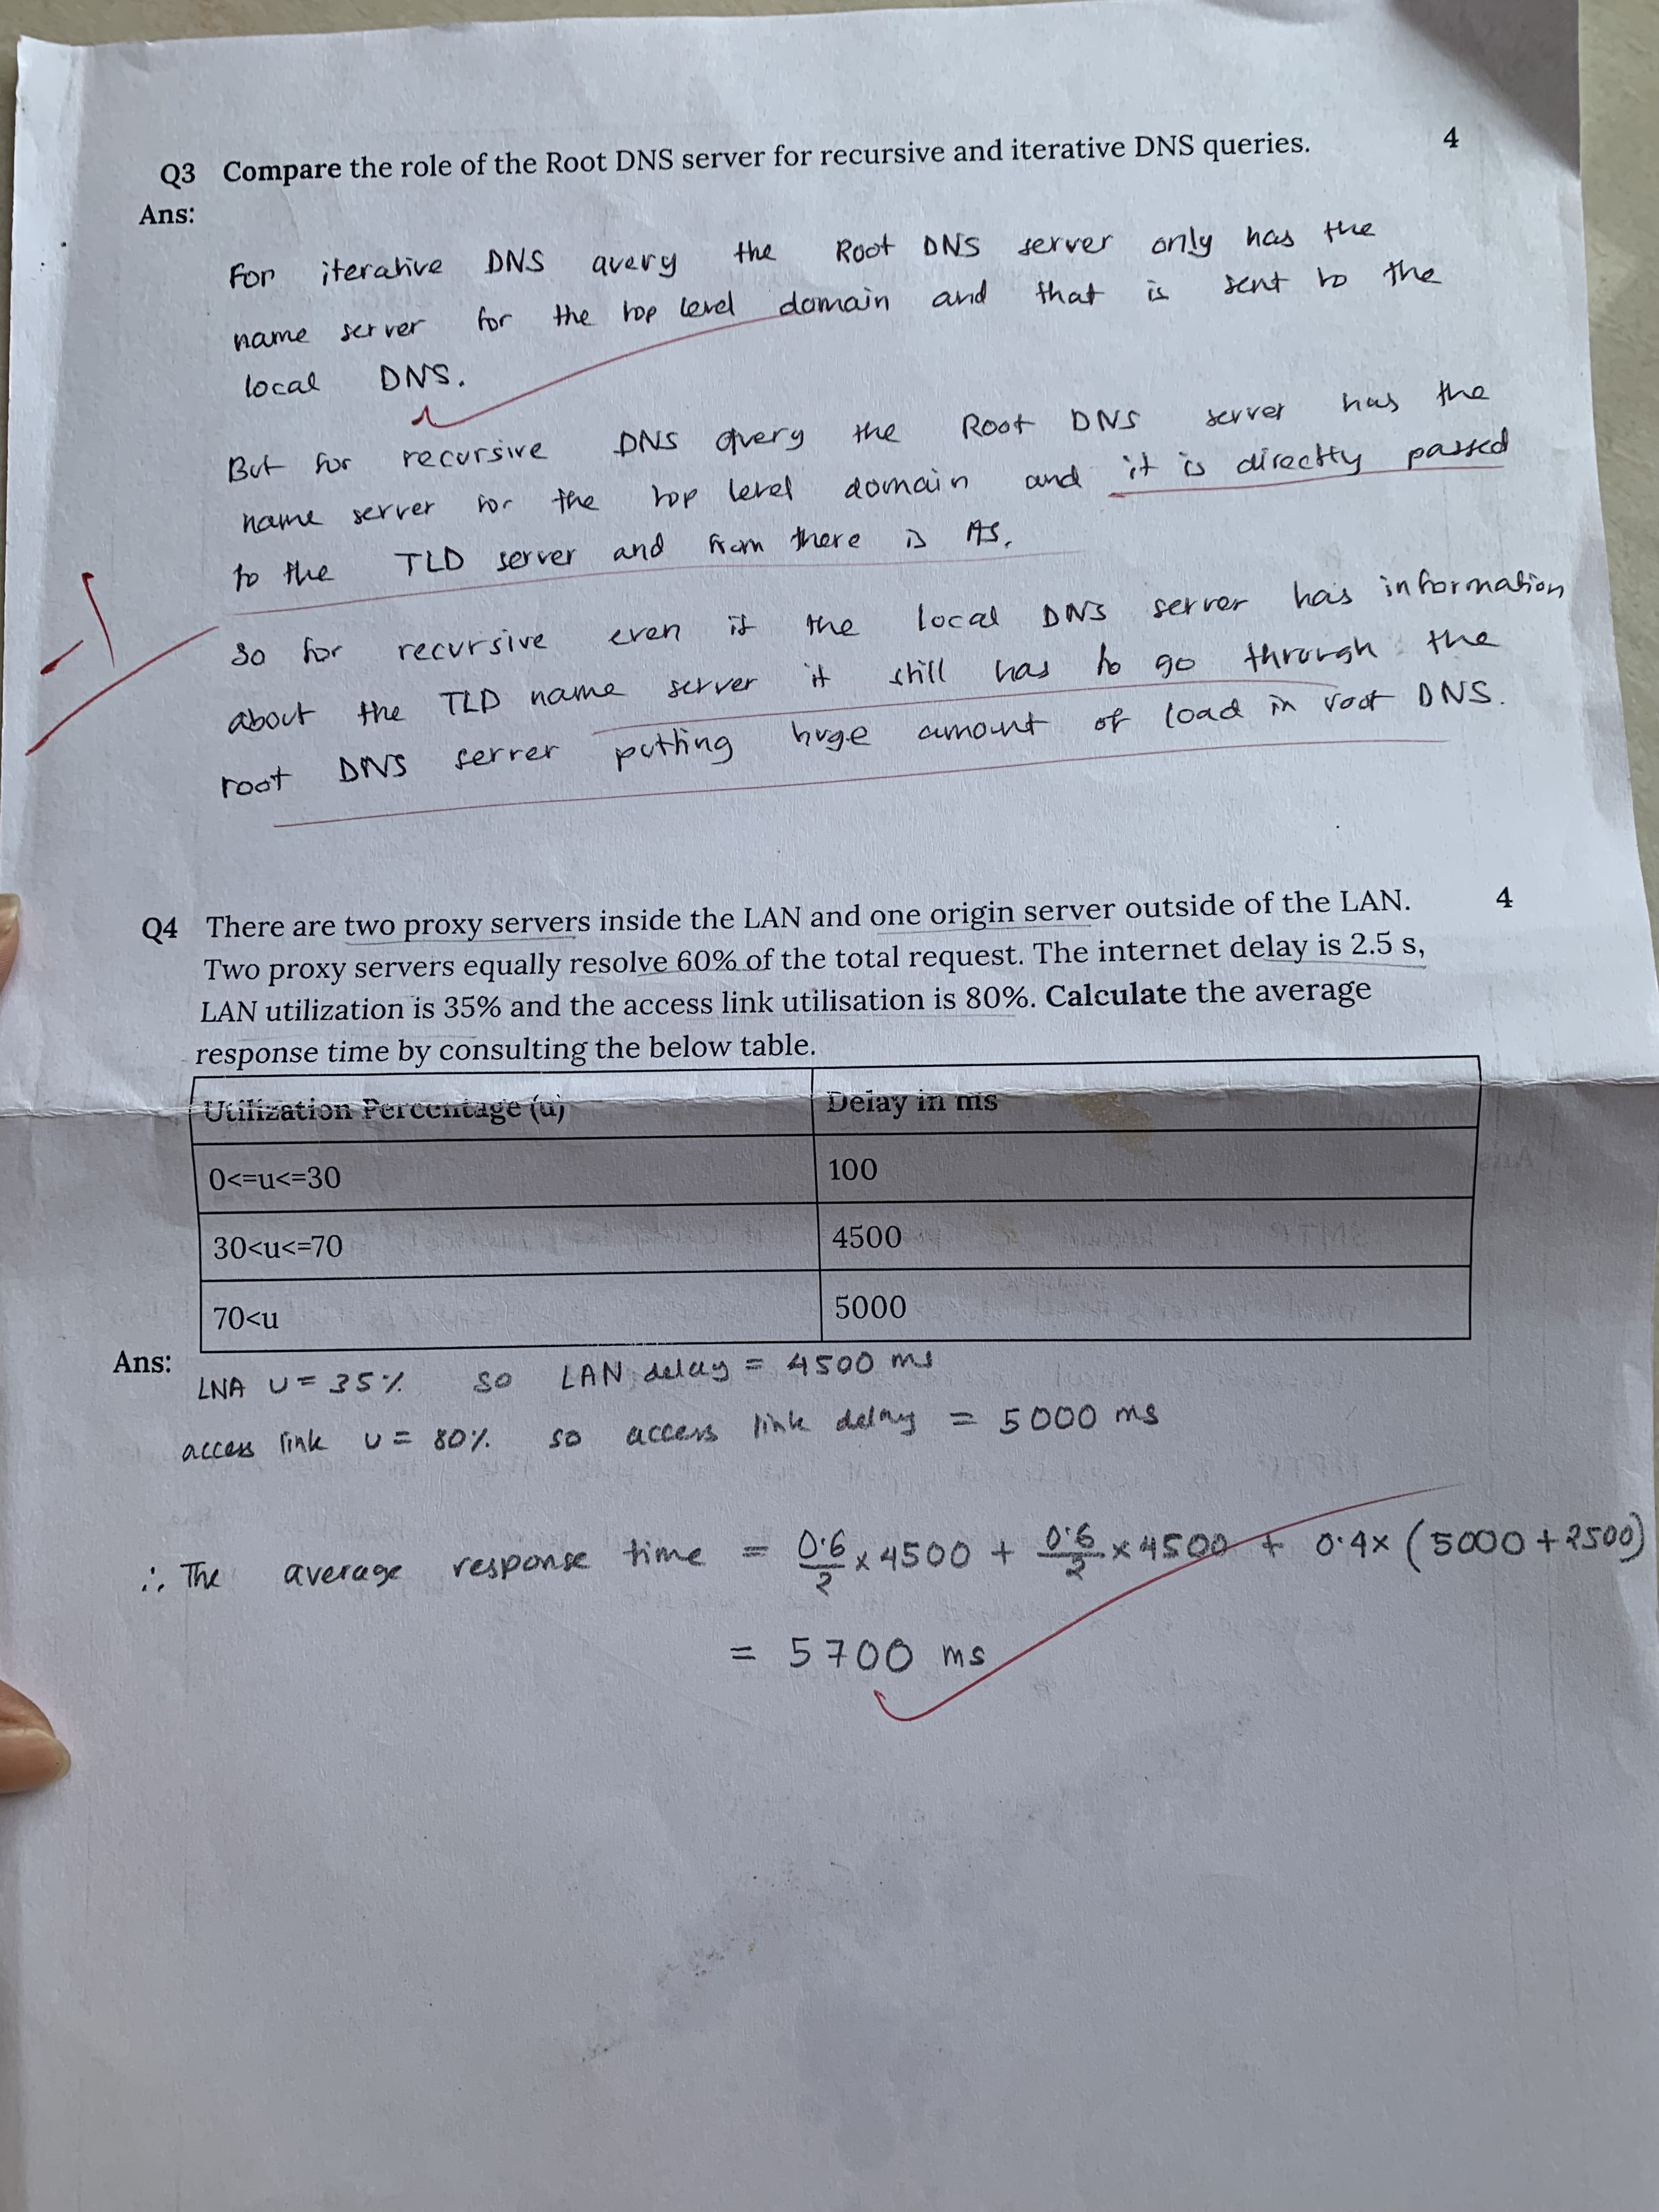 Q3 Compare the role of the Root DNS server for recursive and iterative DNS queries. 4
Ans:
For iterative DNS avery the Root DNS server only has the
name server for the top level domain and that is sent to the
local DNS.
But for recursive DNS qvery the Root DNS server has the
name server for the top level domain and it is directly passed
to the TLD server and from there is AS.
-1
So for recursive even if the local DNS server has information
about the TLD name server it still has to go through the
root DNS server putting huge amount of load in root DNS.
Q4 There are two proxy servers inside the LAN and one origin server outside of the LAN. 4
Two proxy servers equally resolve 60% of the total request. The internet delay is 2.5 s,
LAN utilization is 35% and the access link utilisation is 80%. Calculate the average
response time by consulting the below table.
Utilization Percentage (u) Delay in ms
0<=u<=30 100
30<u<=70 4500
70<u 5000
Ans:
LNA U = 35% so LAN delay = 4500 ms
access link U = 80% so access link delay = 5000 ms
∴ The average response time = 0.6/2 × 4500 + 0.6/2 × 4500 + 0.4× (5000 + 2500)
= 5700 ms